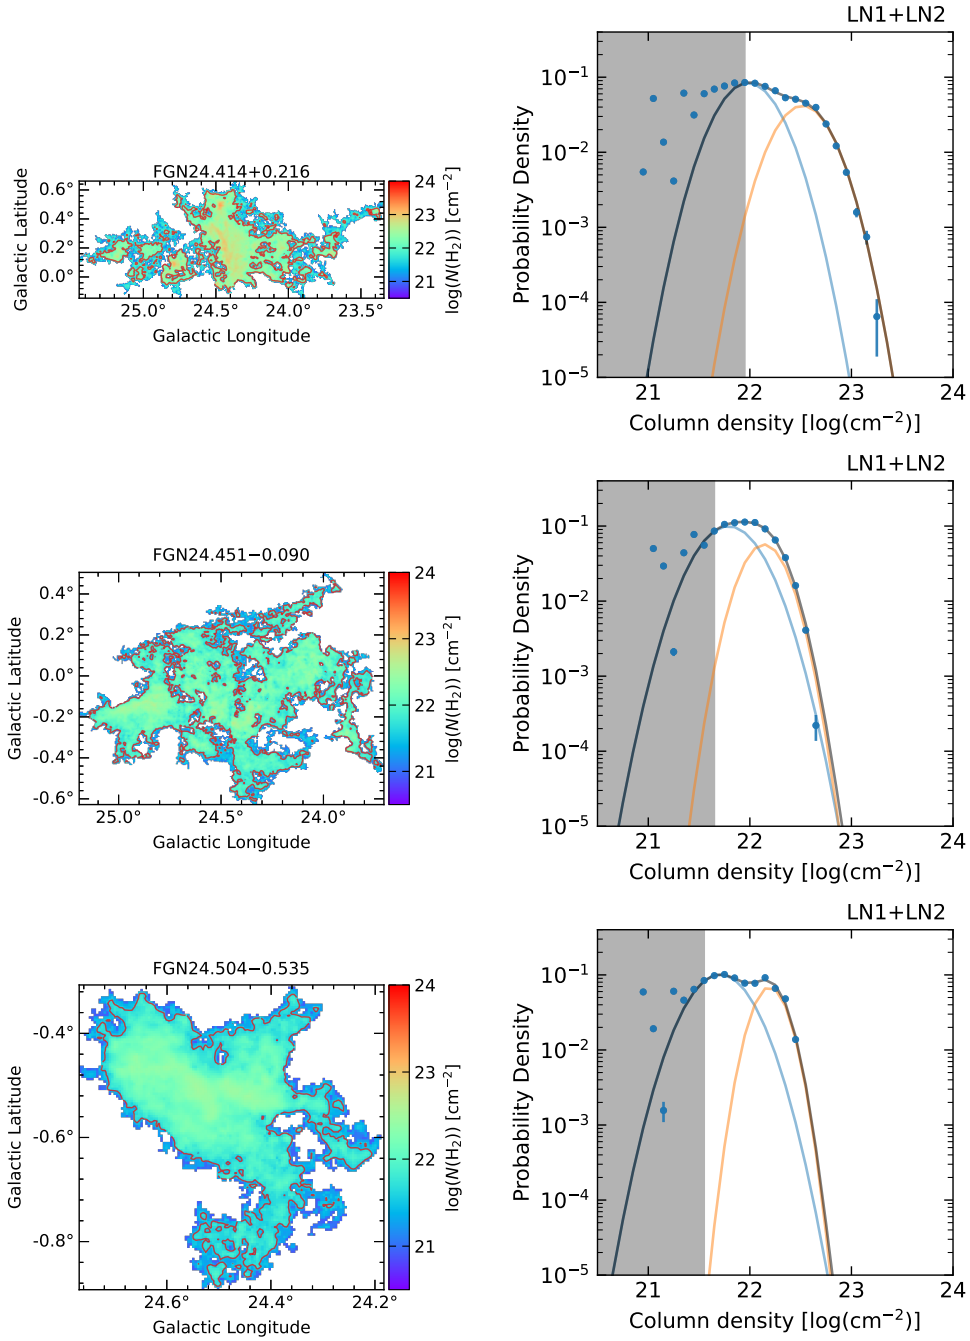 LN1+LN2
FGN24.414+0.216
Galactic Latitude
0.6°
0.4°
0.2°
0.0°
25.0° 24.5° 24.0° 23.5°
Galactic Longitude
24
23
22
21
log(N(H₂)) [cm⁻²]
Probability Density
10⁻¹
10⁻²
10⁻³
10⁻⁴
10⁻⁵
21 22 23 24
Column density [log(cm⁻²)]
LN1+LN2
FGN24.451−0.090
Galactic Latitude
0.4°
0.2°
0.0°
-0.2°
-0.4°
-0.6°
25.0° 24.5° 24.0°
Galactic Longitude
24
23
22
21
log(N(H₂)) [cm⁻²]
Probability Density
10⁻¹
10⁻²
10⁻³
10⁻⁴
10⁻⁵
21 22 23 24
Column density [log(cm⁻²)]
LN1+LN2
FGN24.504−0.535
Galactic Latitude
-0.4°
-0.6°
-0.8°
24.6° 24.4° 24.2°
Galactic Longitude
24
23
22
21
log(N(H₂)) [cm⁻²]
Probability Density
10⁻¹
10⁻²
10⁻³
10⁻⁴
10⁻⁵
21 22 23 24
Column density [log(cm⁻²)]